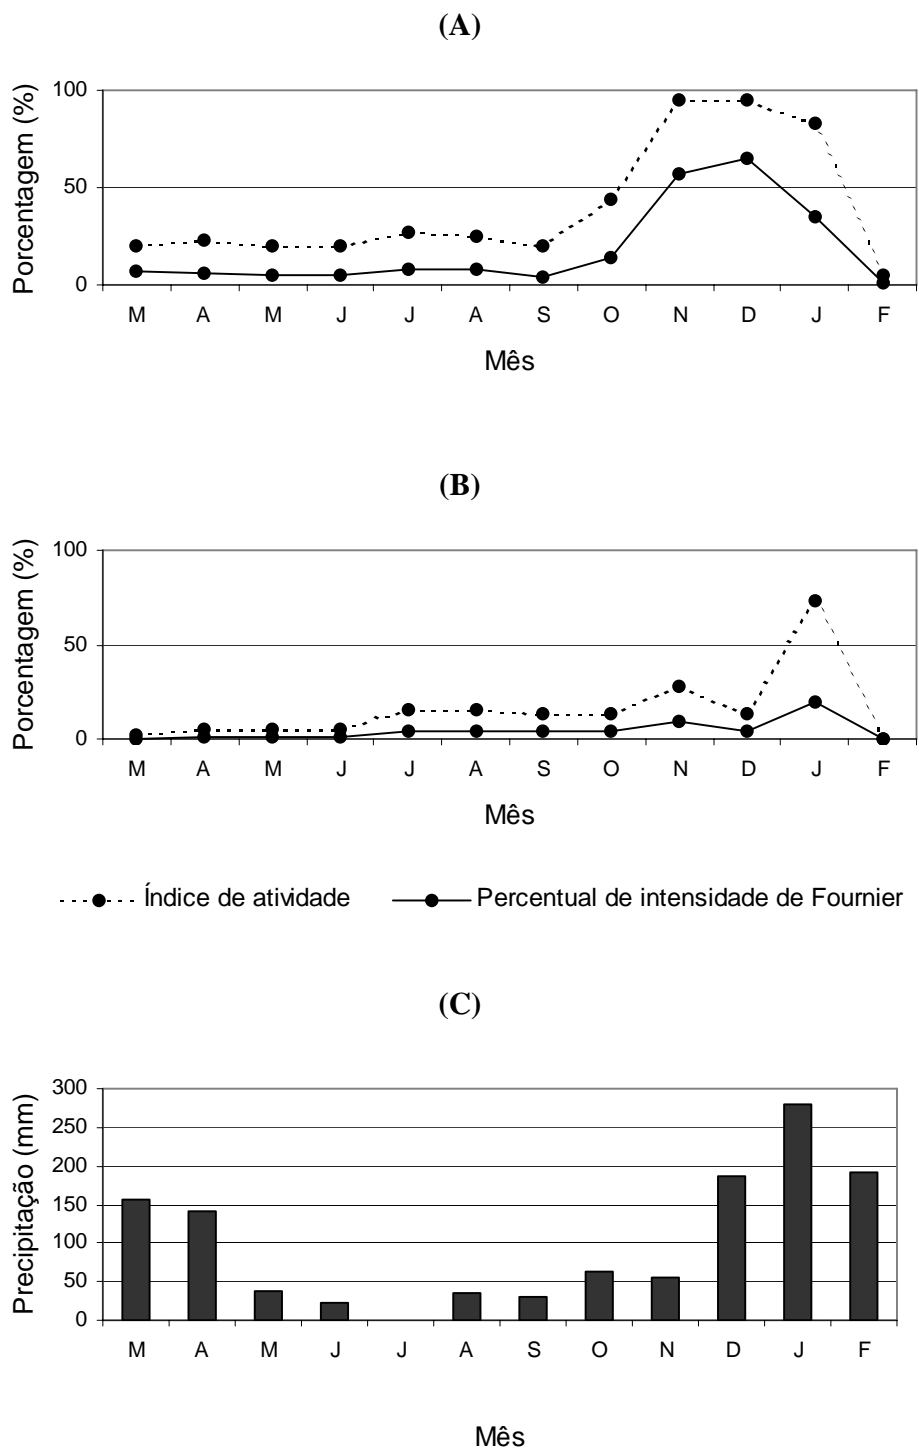 (A)
Porcentagem (%)
100
50
0
M A M J J A S O N D J F
Mês
(B)
Porcentagem (%)
100
50
0
M A M J J A S O N D J F
Mês
Índice de atividade Percentual de intensidade de Fournier
(C)
Precipitação (mm)
300
250
200
150
100
50
0
M A M J J A S O N D J F
Mês